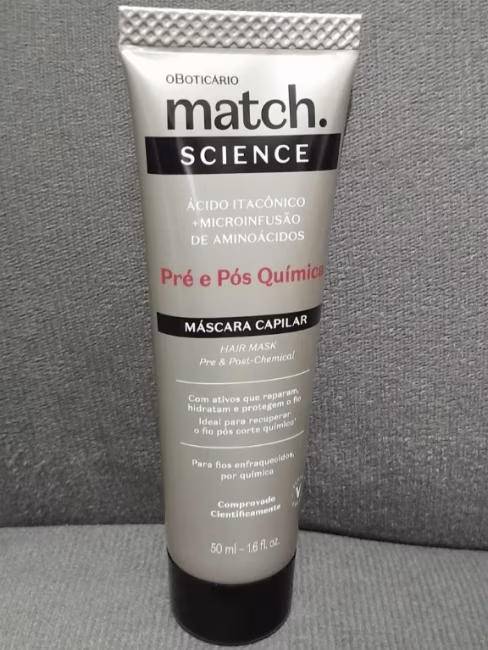 oBoticário
match.
SCIENCE
ÁCIDO ITACÔNICO
+MICROINFUSÃO
DE AMINOÁCIDOS
Pré e Pós Química
MÁSCARA CAPILAR
HAIR MASK
Pre & Post-Chemical
Com ativos que reparam,
hidratam e protegem o fio
Ideal para recuperar
o fio pós corte químico*
Para fios enfraquecidos
por química
Comprovado
Cientificamente
50 ml – 1.6 fl. oz.